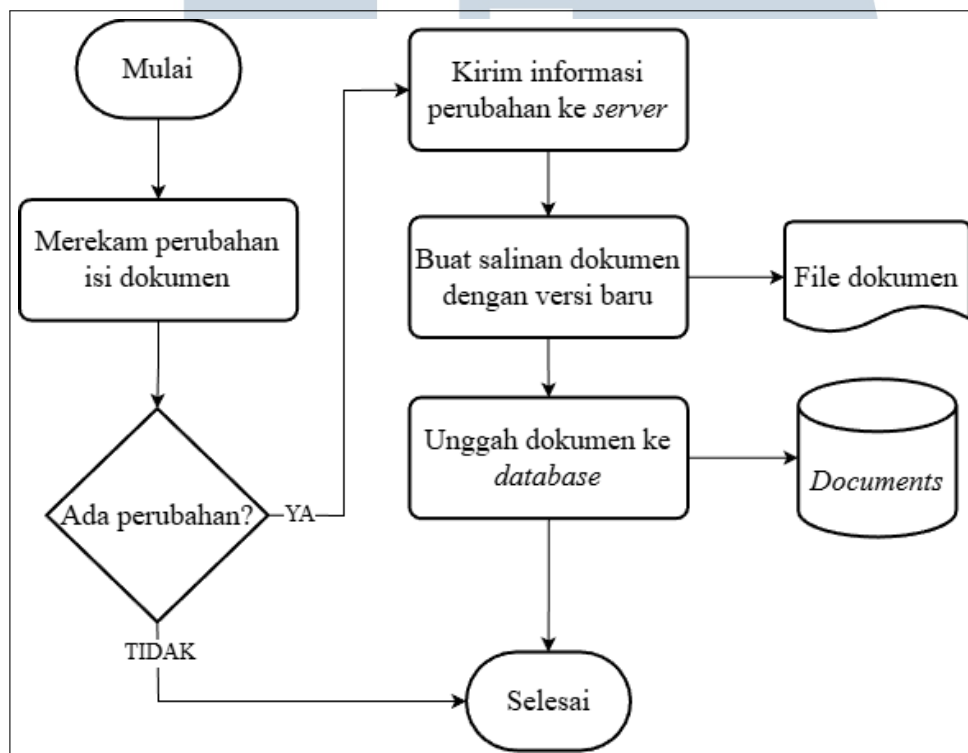 Mulai
Merekam perubahan
isi dokumen
Ada perubahan?
YA
TIDAK
Kirim informasi
perubahan ke server
Buat salinan dokumen
dengan versi baru
File dokumen
Unggah dokumen ke
database
Documents
Selesai